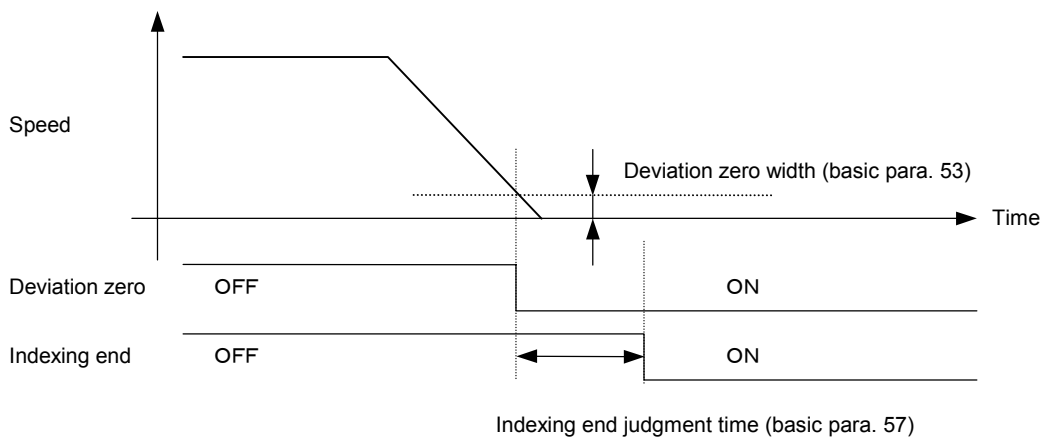 Speed
Deviation zero width (basic para. 53)
Time
Deviation zero OFF ON
Indexing end OFF ON
Indexing end judgment time (basic para. 57)